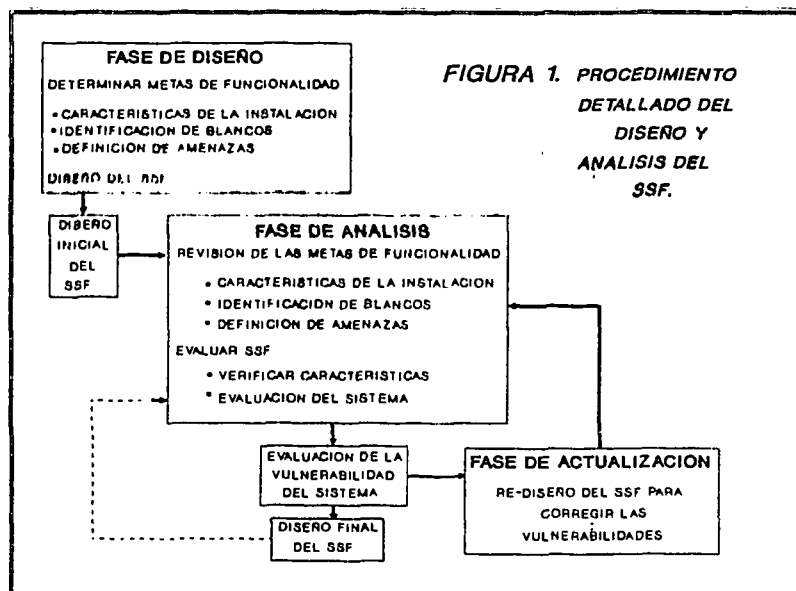 FASE DE DISEÑO
DETERMINAR METAS DE FUNCIONALIDAD
• CARACTERISTICAS DE LA INSTALACION
• IDENTIFICACION DE BLANCOS
• DEFINICION DE AMENAZAS
DISEÑO DEL SSF
FIGURA 1. PROCEDIMIENTO
DETALLADO DEL
DISEÑO Y
ANALISIS DEL
SSF.
DISEÑO
INICIAL
DEL
SSF
FASE DE ANALISIS
REVISION DE LAS METAS DE FUNCIONALIDAD
• CARACTERISTICAS DE LA INSTALACION
• IDENTIFICACION DE BLANCOS
• DEFINICION DE AMENAZAS
EVALUAR SSF
• VERIFICAR CARACTERISTICAS
• EVALUACION DEL SISTEMA
EVALUACION DE LA
VULNERABILIDAD
DEL SISTEMA
DISEÑO FINAL
DEL SSF
FASE DE ACTUALIZACION
RE-DISEÑO DEL SSF PARA
CORREGIR LAS
VULNERABILIDADES